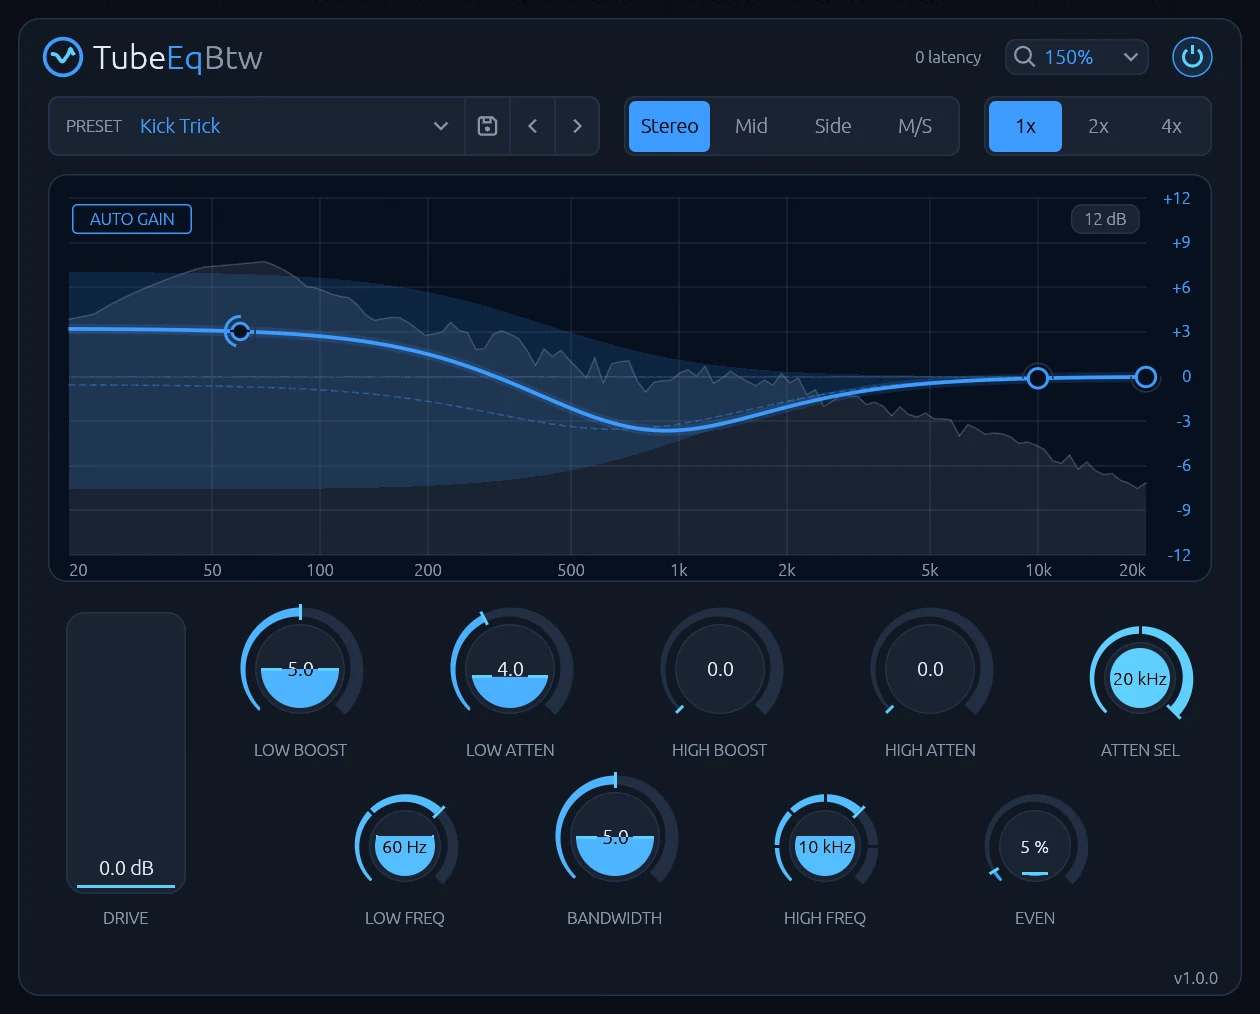 TubeEqBtw
0 latency
150%
PRESET Kick Trick
Stereo Mid Side M/S
1x 2x 4x
AUTO GAIN
12 dB
+12
+9
+6
+3
0
-3
-6
-9
-12
20 50 100 200 500 1k 2k 5k 10k 20k
5.0 4.0 0.0 0.0 20 kHz
LOW BOOST LOW ATTEN HIGH BOOST HIGH ATTEN ATTEN SEL
60 Hz 5.0 10 kHz 5 %
0.0 dB
DRIVE LOW FREQ BANDWIDTH HIGH FREQ EVEN
v1.0.0